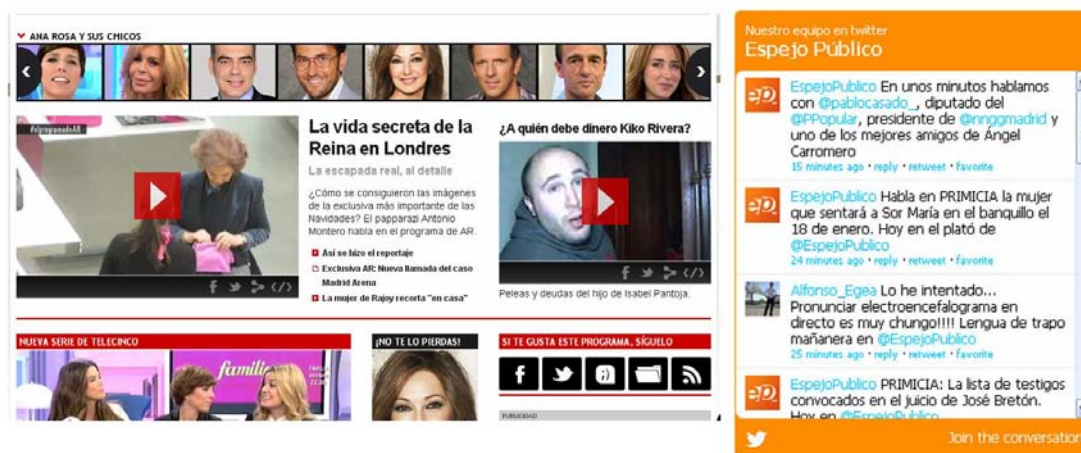 ANA ROSA Y SUS CHICOS
#elprogramadeAR
La vida secreta de la
Reina en Londres
La escapada real, al detalle
¿Cómo se consiguieron las imágenes
de la exclusiva más importante de las
Navidades? El papparazi Antonio
Montero habla en el programa de AR.
Así se hizo el reportaje
Exclusiva AR: Nueva llamada del caso
Madrid Arena
La mujer de Rajoy recorta "en casa"
¿A quién debe dinero Kiko Rivera?
Peleas y deudas del hijo de Isabel Pantoja.
NUEVA SERIE DE TELECINCO
familia
¡NO TE LO PIERDAS!
SI TE GUSTA ESTE PROGRAMA, SÍGUELO
PUBLICIDAD
Nuestro equipo en twitter
Espejo Público
ep
EspejoPublico En unos minutos hablamos
con @pablocasado_, diputado del
@PPopular, presidente de @nnggmadrid y
uno de los mejores amigos de Ángel
Carromero
15 minutes ago · reply · retweet · favorite
ep
EspejoPublico Habla en PRIMICIA la mujer
que sentará a Sor María en el banquillo el
18 de enero. Hoy en el plató de
@EspejoPublico
24 minutes ago · reply · retweet · favorite
Alfonso_Egea Lo he intentado...
Pronunciar electroencefalograma en
directo es muy chungo!!!! Lengua de trapo
mañanera en @EspejoPublico
25 minutes ago · reply · retweet · favorite
ep
EspejoPublico PRIMICIA: La lista de testigos
convocados en el juicio de José Bretón.
Hoy en @EspejoPublico
Join the conversation